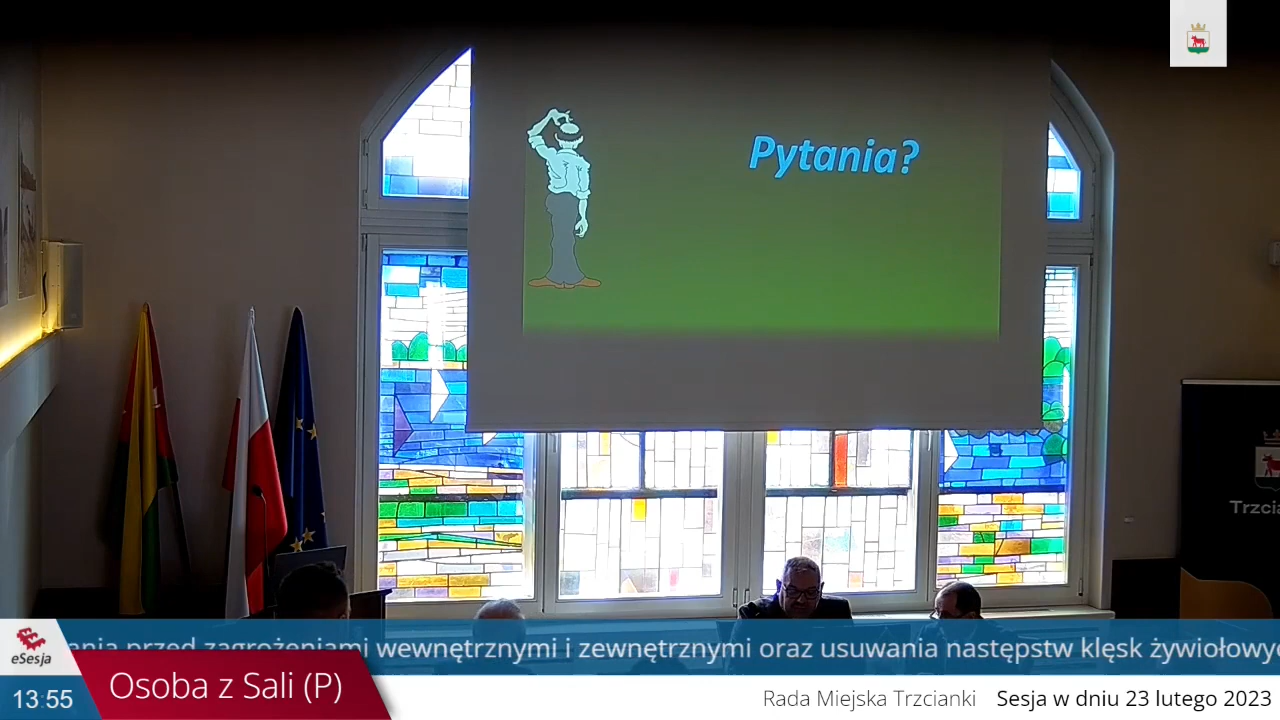 Pytania?
Trzci
ania przed zagrożeniami wewnętrznymi i zewnętrznymi oraz usuwania następstw klęsk żywiołowy
eSesja
Osoba z Sali (P)
13:55
Rada Miejska Trzcianki Sesja w dniu 23 lutego 2023